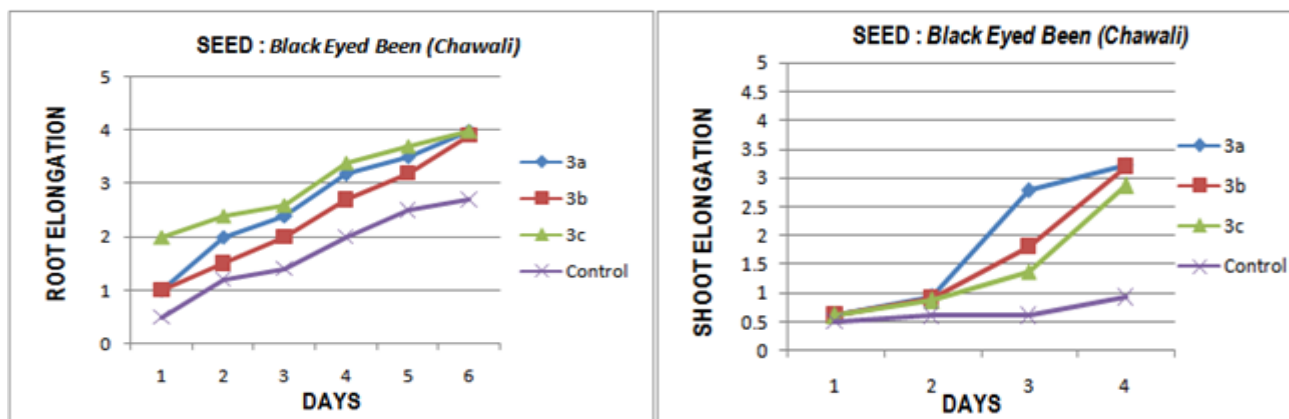 SEED : Black Eyed Been (Chawali)
5
4
3
2
1
0
ROOT ELONGATION
1 2 3 4 5 6
DAYS
3a
3b
3c
Control
SEED : Black Eyed Been (Chawali)
5
4.5
4
3.5
3
2.5
2
1.5
1
0.5
0
SHOOT ELONGATION
1 2 3 4
DAYS
3a
3b
3c
Control